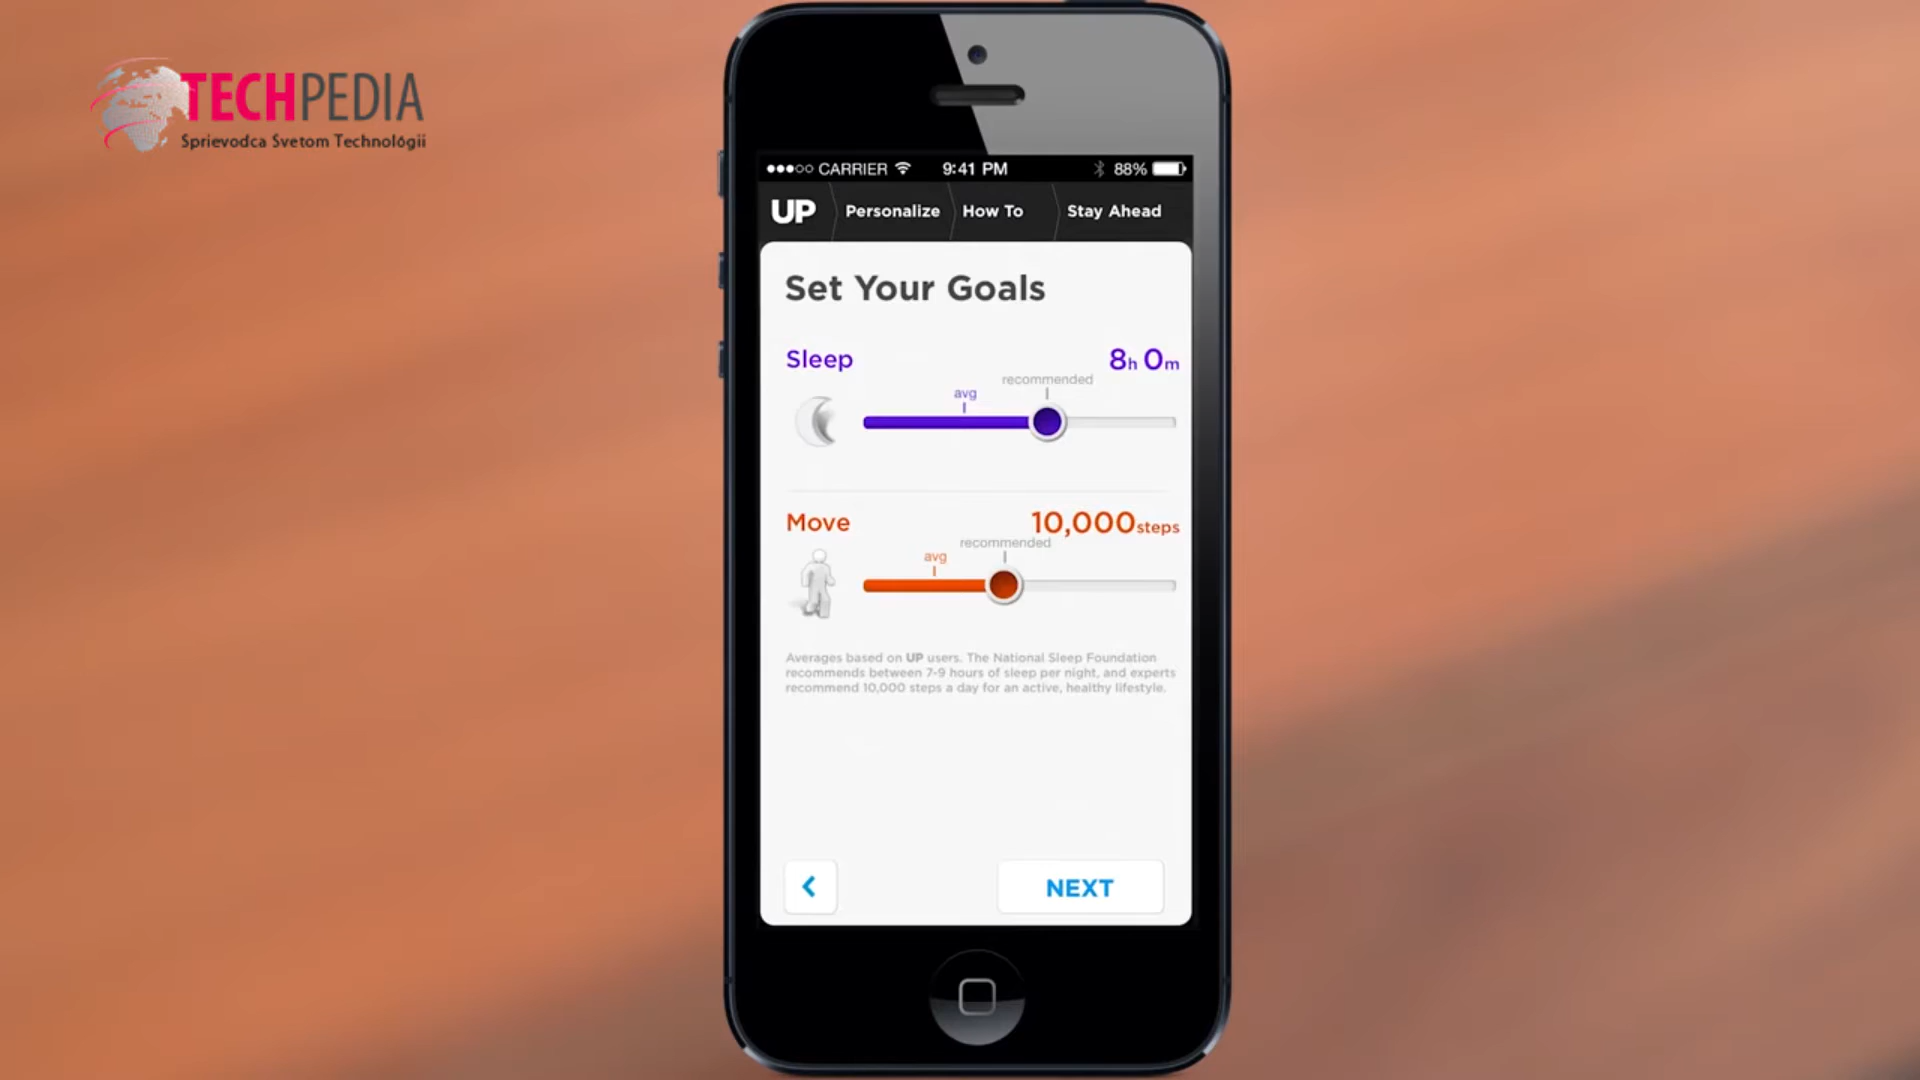 TECHPEDIA
Sprievodca Svetom Technológii
CARRIER 9:41 PM 88%
UP Personalize How To Stay Ahead
Set Your Goals
Sleep 8h 0m
avg recommended
Move 10,000 steps
avg recommended
Averages based on UP users. The National Sleep Foundation
recommends between 7-9 hours of sleep per night, and experts
recommend 10,000 steps a day for an active, healthy lifestyle.
NEXT